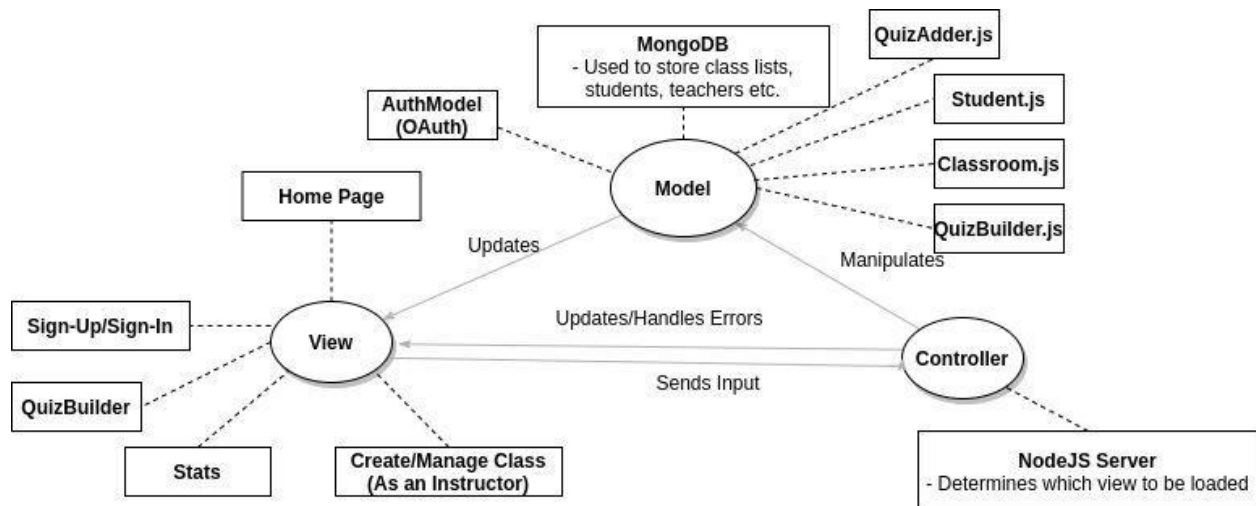 MongoDB
- Used to store class lists,
students, teachers etc.
QuizAdder.js
AuthModel
(OAuth)
Student.js
Classroom.js
Model
Home Page
QuizBuilder.js
Updates
Manipulates
Sign-Up/Sign-In
View
Updates/Handles Errors
Controller
Sends Input
QuizBuilder
Stats
Create/Manage Class
(As an Instructor)
NodeJS Server
- Determines which view to be loaded